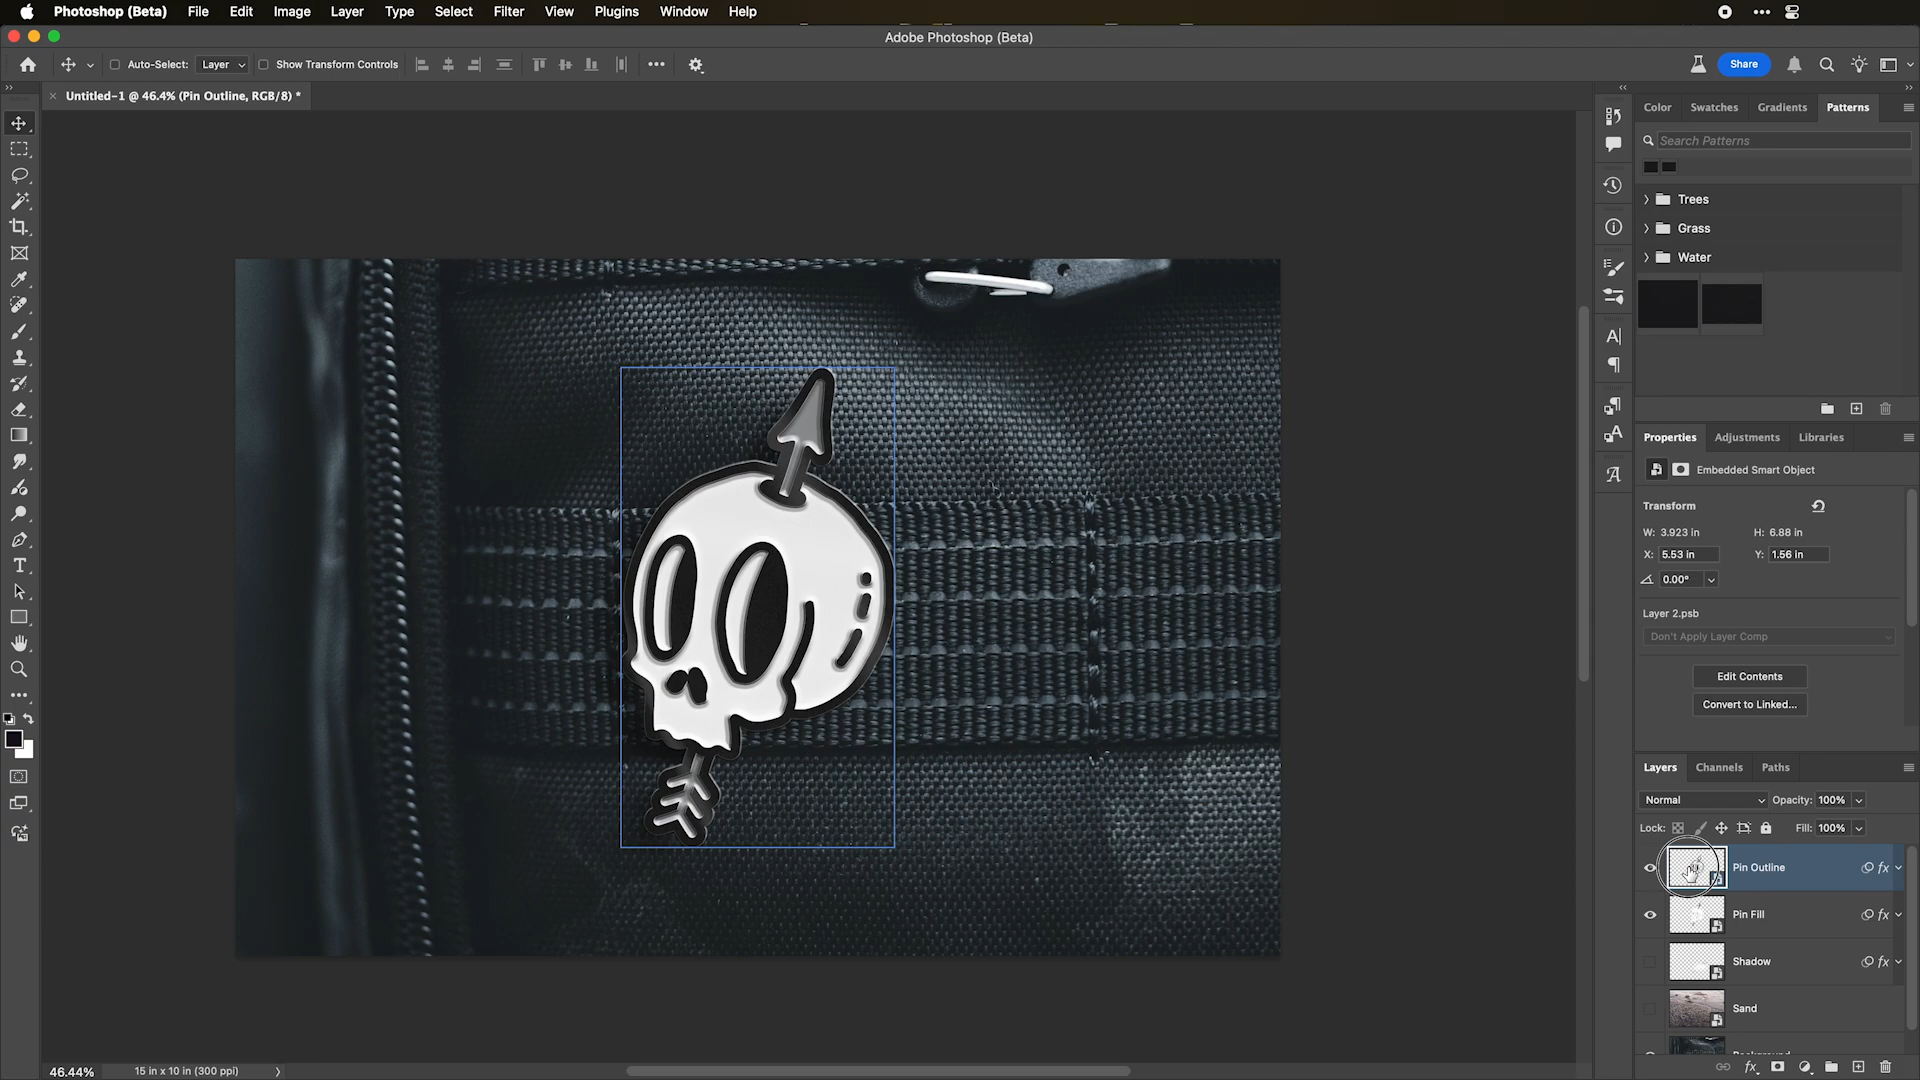 Photoshop (Beta) File Edit Image Layer Type Select Filter View Plugins Window Help
Adobe Photoshop (Beta)
Auto-Select: Layer Show Transform Controls Share
Untitled-1 @ 46.4% (Pin Outline, RGB/8) *
Color Swatches Gradients Patterns
Search Patterns
Trees
Grass
Water
Properties Adjustments Libraries
Embedded Smart Object
Transform
W: 3.923 in H: 6.88 in
X: 5.53 in Y: 1.56 in
0.00°
Layer 2.psb
Don't Apply Layer Comp
Edit Contents
Convert to Linked...
Layers Channels Paths
Normal Opacity: 100%
Lock: Fill: 100%
Pin Outline fx
Pin Fill fx
Shadow fx
Sand
46.44% 15 in x 10 in (300 ppi)